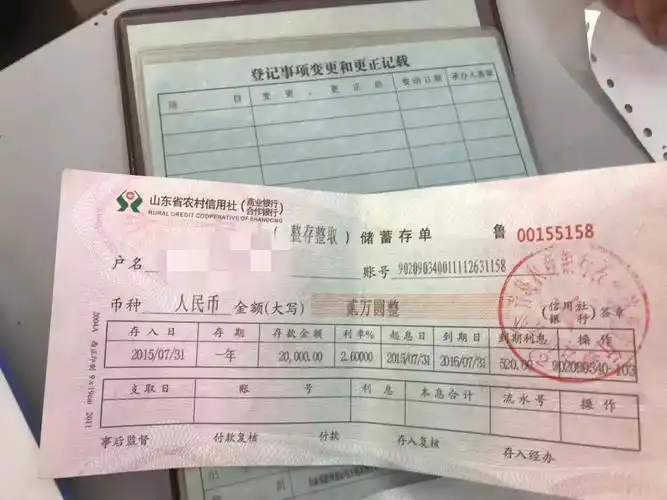 登记事项变更和更正记载
项 目 变 更 、 更 正 前 变动日期 承办人签章
山东省农村信用社(商业银行 合作银行)
RURAL CREDIT COOPERATIVE OF SHANDONG
(整存整取)储蓄存单 鲁 00155158
户名 账号 902090340011112631158
币种 人民币 金额(大写) 贰万圆整 (信用社 银行)签章
存入日 存期 存款金额 利率% 起息日 到期日 到期利息 操作
2015/07/31 一年 20,000.00 2.60000 2015/07/31 2016/07/31 520.00 902090340-103
支取日 账 号 利息 本息合计 流水号 操作
事后监督 付款复核 付款 存入复核 存入经办